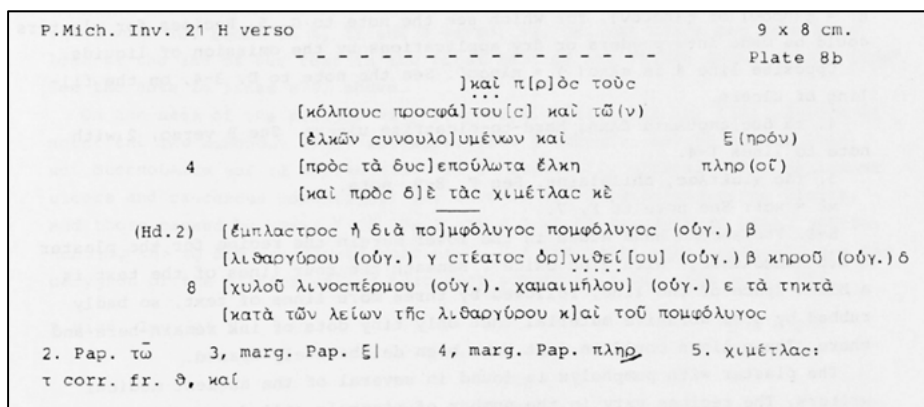 P.Mich. Inv. 21 H verso 9 x 8 cm.
Plate 8b
]καὶ π[ρ]ὸς τοὺς
[κόλπους προσφά]του[ς] καὶ τῶ(ν)
[ἑλκῶν συνουλο]υμένων καὶ Ξ(ηρόν)
4 [πρὸς τὰ δυς]επούλωτα ἕλκη πληρ(οῖ)
[καὶ πρὸς δ]ὲ τὰς χιμέτλας κὲ
(Hd.2) [ἔμπλαστρος ἡ διὰ πο]μφόλυγος πομφόλυγος (οὐγ.) β
[λιθαργύρου (οὐγ.) γ στέατος ὀρ]νιθεί[ου] (οὐγ.) β κηροῦ (οὐγ.) δ
8 [χυλοῦ λινοσπέρμου (οὐγ.). χαμαιμήλου] (οὐγ.) ε τὰ τηκτὰ
[κατὰ τῶν λείων τῆς λιθαργύρου κ]αὶ τοῦ πομφόλυγος
2. Pap. τω̄ 3, marg. Pap. ξ| 4, marg. Pap. πληρ 5. χιμέτλας:
τ corr. fr. θ, καί